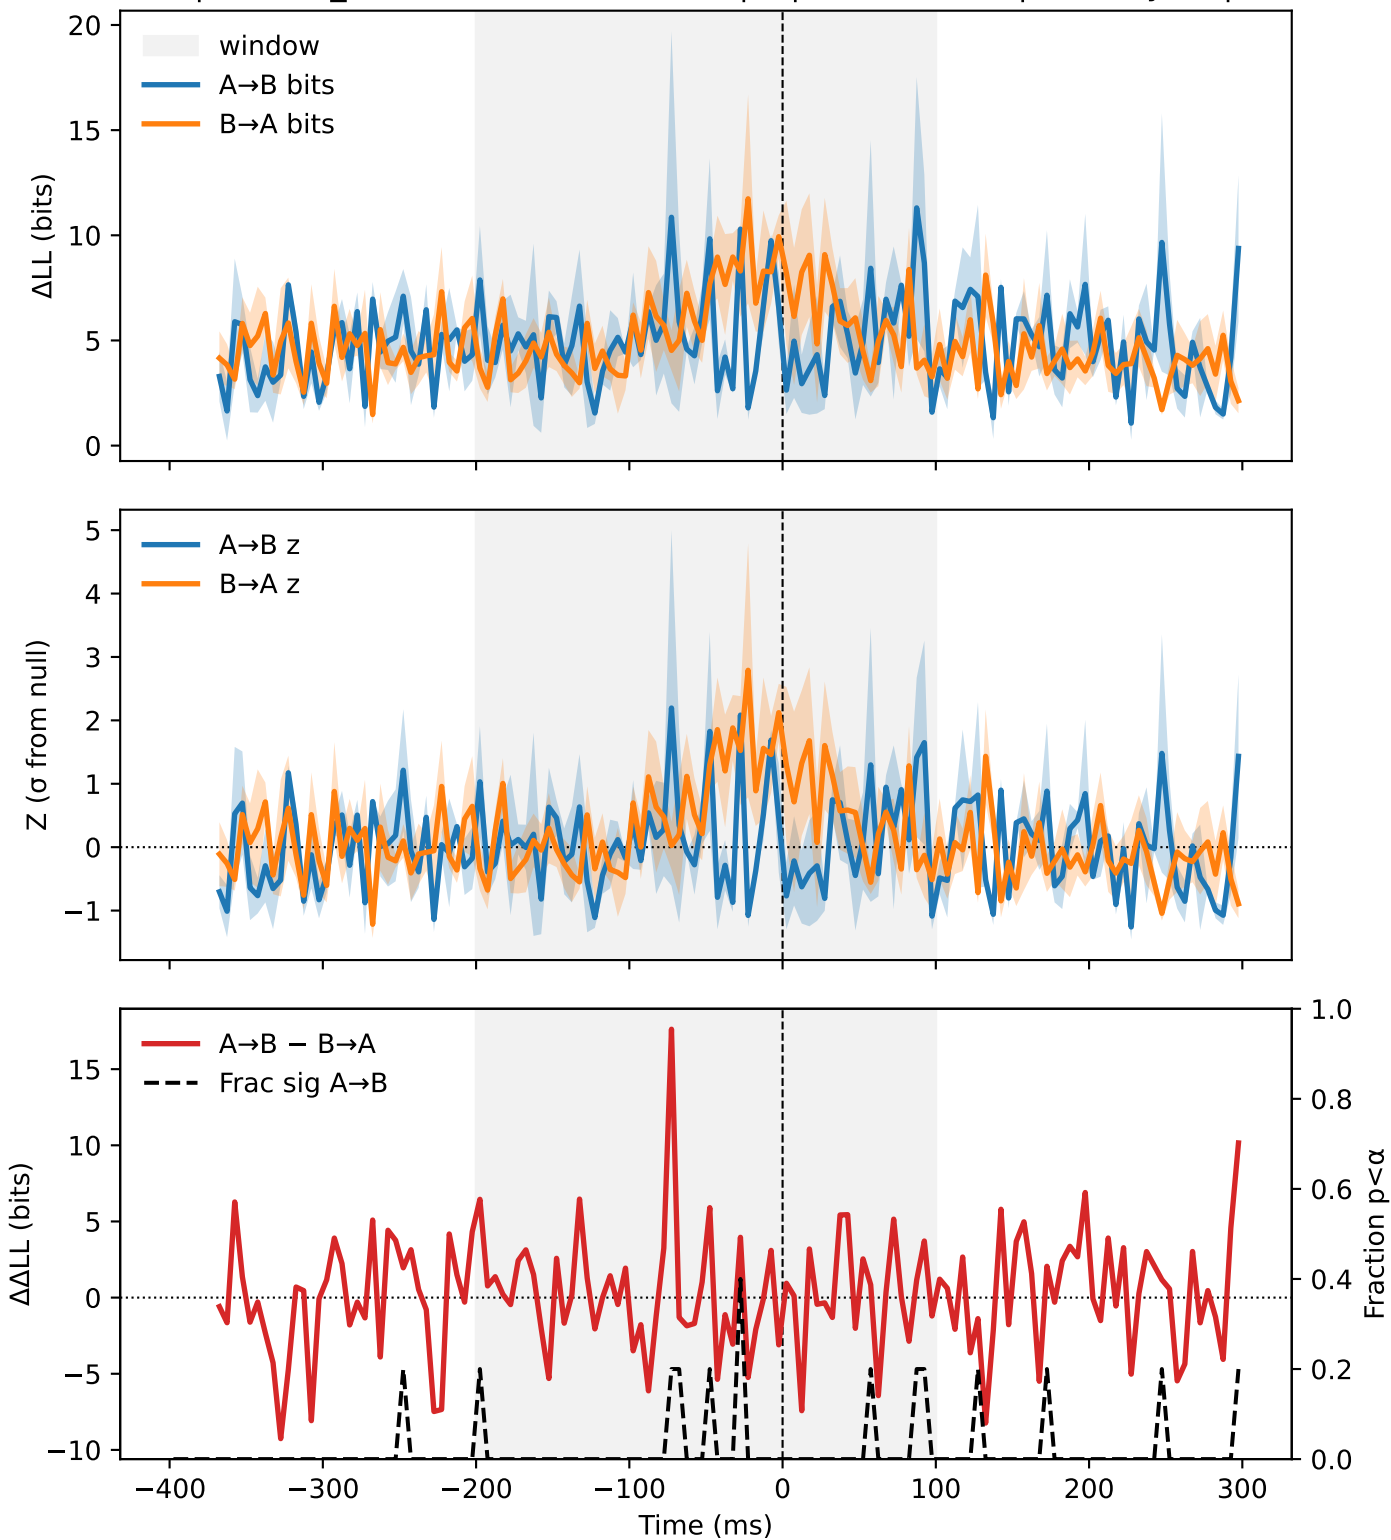 20
15
10
5
0
ΔLL (bits)
window
A→B bits
B→A bits
5
4
3
2
1
0
−1
Z (σ from null)
A→B z
B→A z
15
10
5
0
−5
−10
ΔΔLL (bits)
A→B − B→A
Frac sig A→B
1.0
0.8
0.6
0.4
0.2
0.0
Fraction p<α
−400
−300
−200
−100
0
100
200
300
Time (ms)